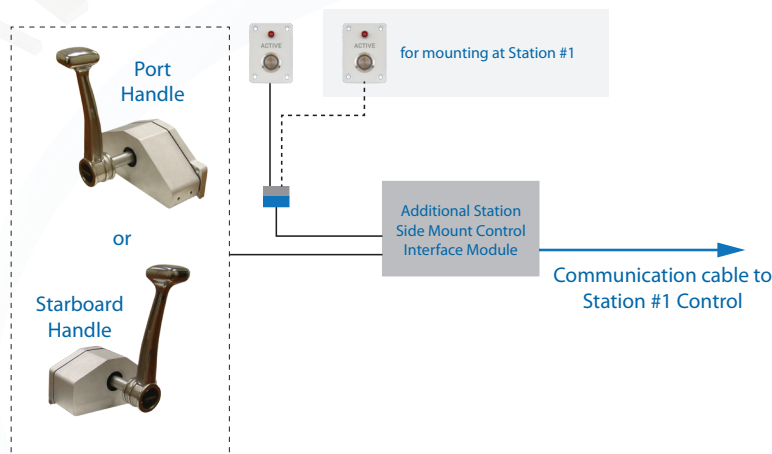 ACTIVE
ACTIVE
for mounting at Station #1
Port
Handle
or
Starboard
Handle
Additional Station
Side Mount Control
Interface Module
Communication cable to
Station #1 Control